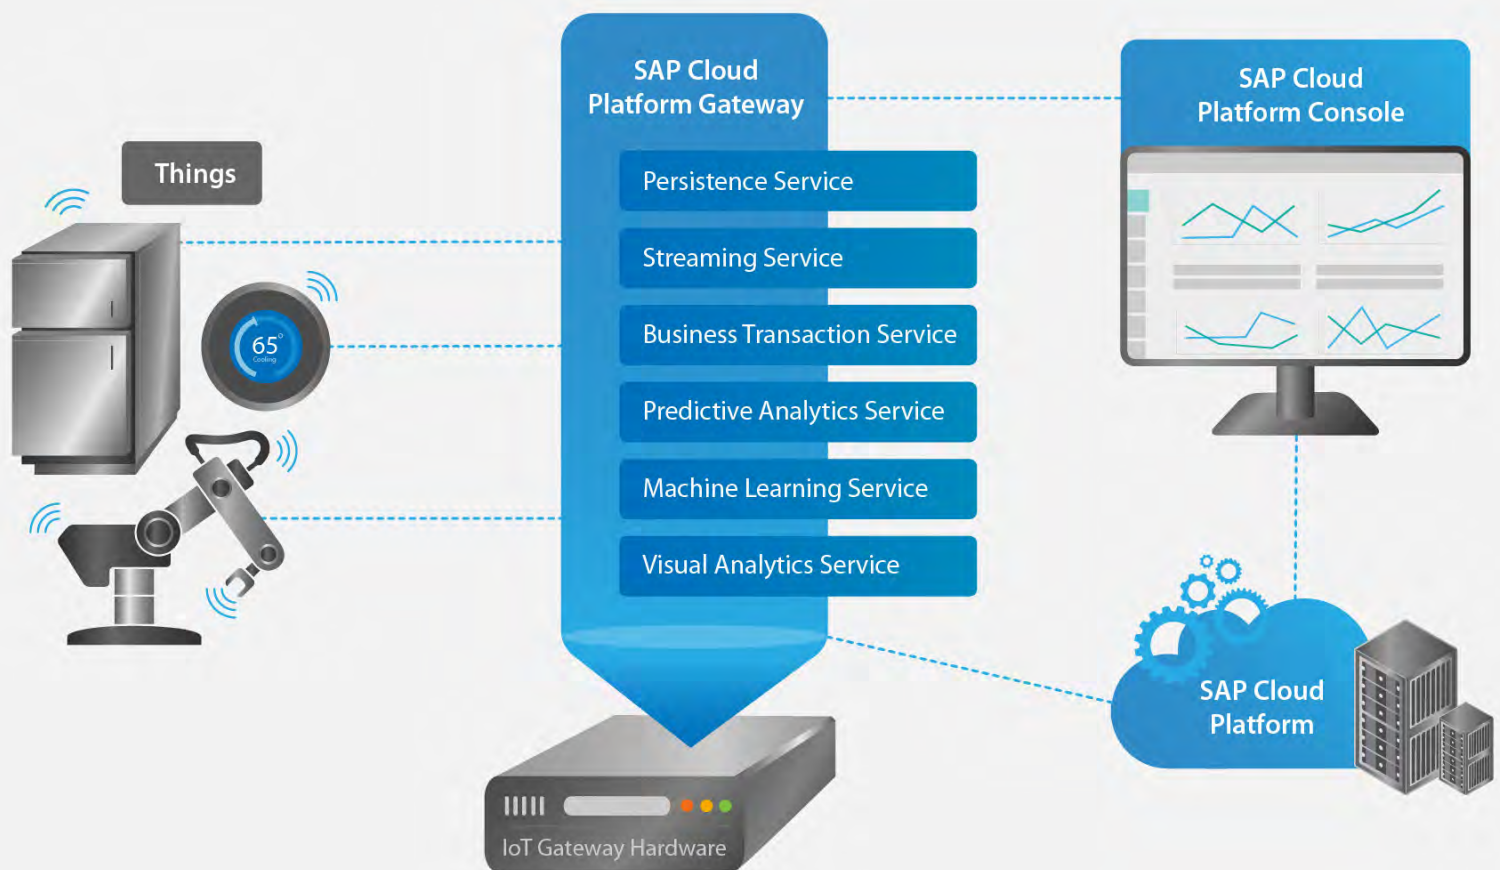 SAP Cloud
Platform Gateway
SAP Cloud
Platform Console
Things
Persistence Service
Streaming Service
65°
Cooling
Business Transaction Service
Predictive Analytics Service
Machine Learning Service
Visual Analytics Service
SAP Cloud
Platform
IoT Gateway Hardware